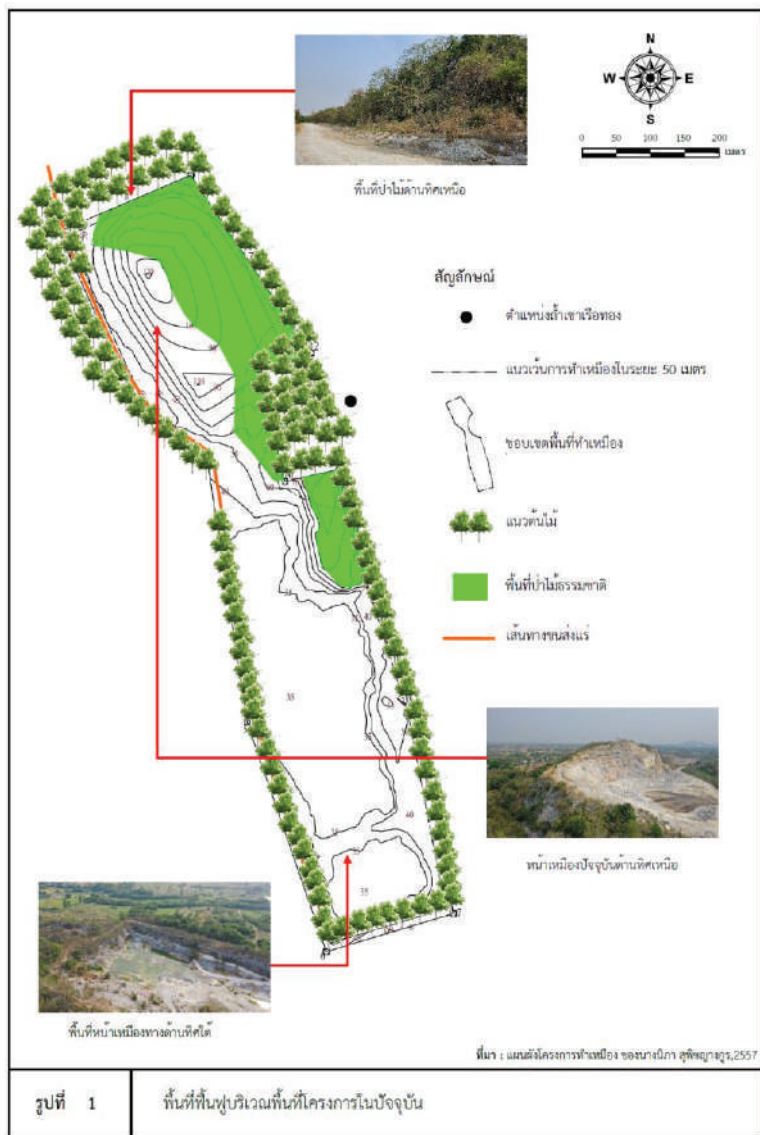 N
W E
S
0 50 100 150 200
เมตร
พื้นที่ป่าไม้ด้านทิศเหนือ
สัญลักษณ์
ตำแหน่งถ้ำเขาเรือทอง
แนวเว้นการทำเหมืองในระยะ 50 เมตร
ขอบเขตพื้นที่ทำเหมือง
แนวต้นไม้
พื้นที่ป่าไม้ธรรมชาติ
เส้นทางขนส่งแร่
35
40
40
35
หน้าเหมืองปัจจุบันด้านทิศเหนือ
พื้นที่หน้าเหมืองทางด้านทิศใต้
ที่มา : แผนผังโครงการทำเหมือง ของนางนิภา สุพิชญางกูร,2557
รูปที่ 1 พื้นที่ฟื้นฟูบริเวณพื้นที่โครงการในปัจจุบัน